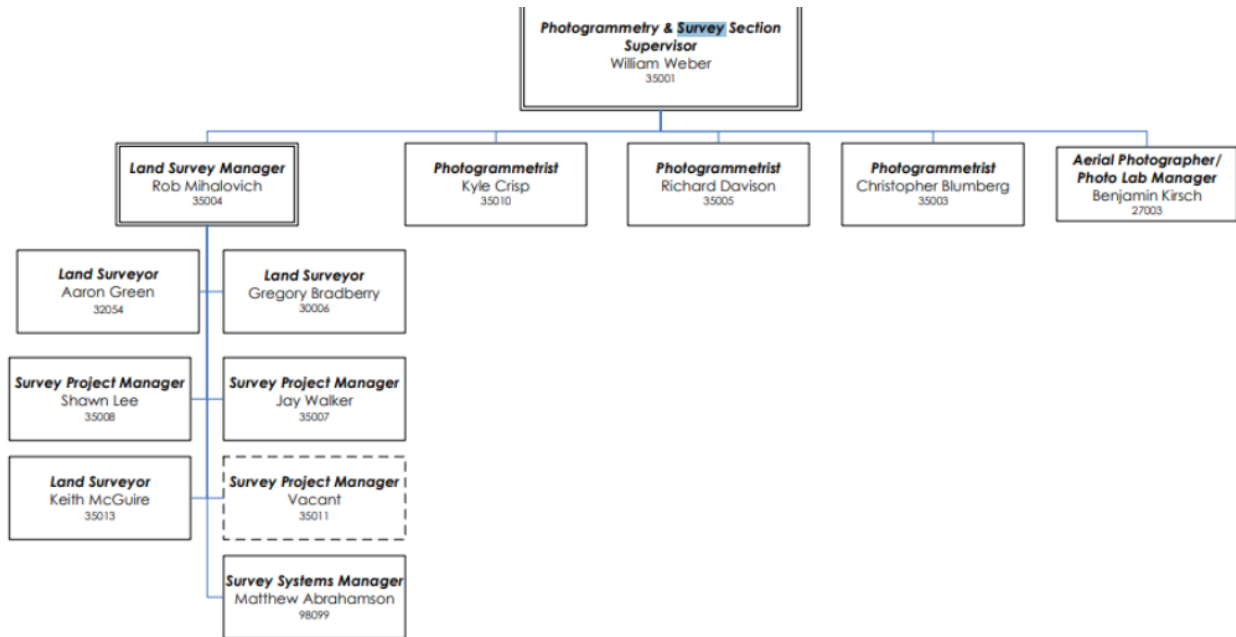 Photogrammetry & Survey Section
Supervisor
William Weber
35001
Land Survey Manager
Rob Mihalovich
35004
Photogrammetrist
Kyle Crisp
35010
Photogrammetrist
Richard Davison
35005
Photogrammetrist
Christopher Blumberg
35003
Aerial Photographer/
Photo Lab Manager
Benjamin Kirsch
27003
Land Surveyor
Aaron Green
32054
Land Surveyor
Gregory Bradberry
30006
Survey Project Manager
Shawn Lee
35008
Survey Project Manager
Jay Walker
35007
Land Surveyor
Keith McGuire
35013
Survey Project Manager
Vacant
35011
Survey Systems Manager
Matthew Abrahamson
98099